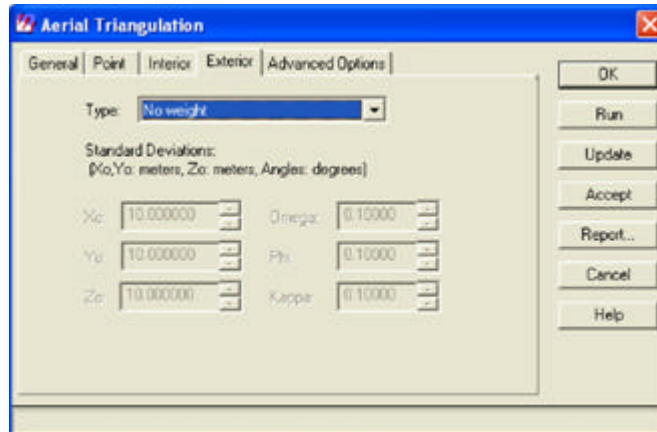 Aerial Triangulation
General Point Interior Exterior Advanced Options
OK
Type: No weight
Run
Standard Deviations:
(Xo,Yo: meters, Zo: meters, Angles: degrees)
Update
Accept
Xo: 10.000000 Omega: 0.10000
Report...
Yo: 10.000000 Phi: 0.10000
Cancel
Zo: 10.000000 Kappa: 0.10000
Help